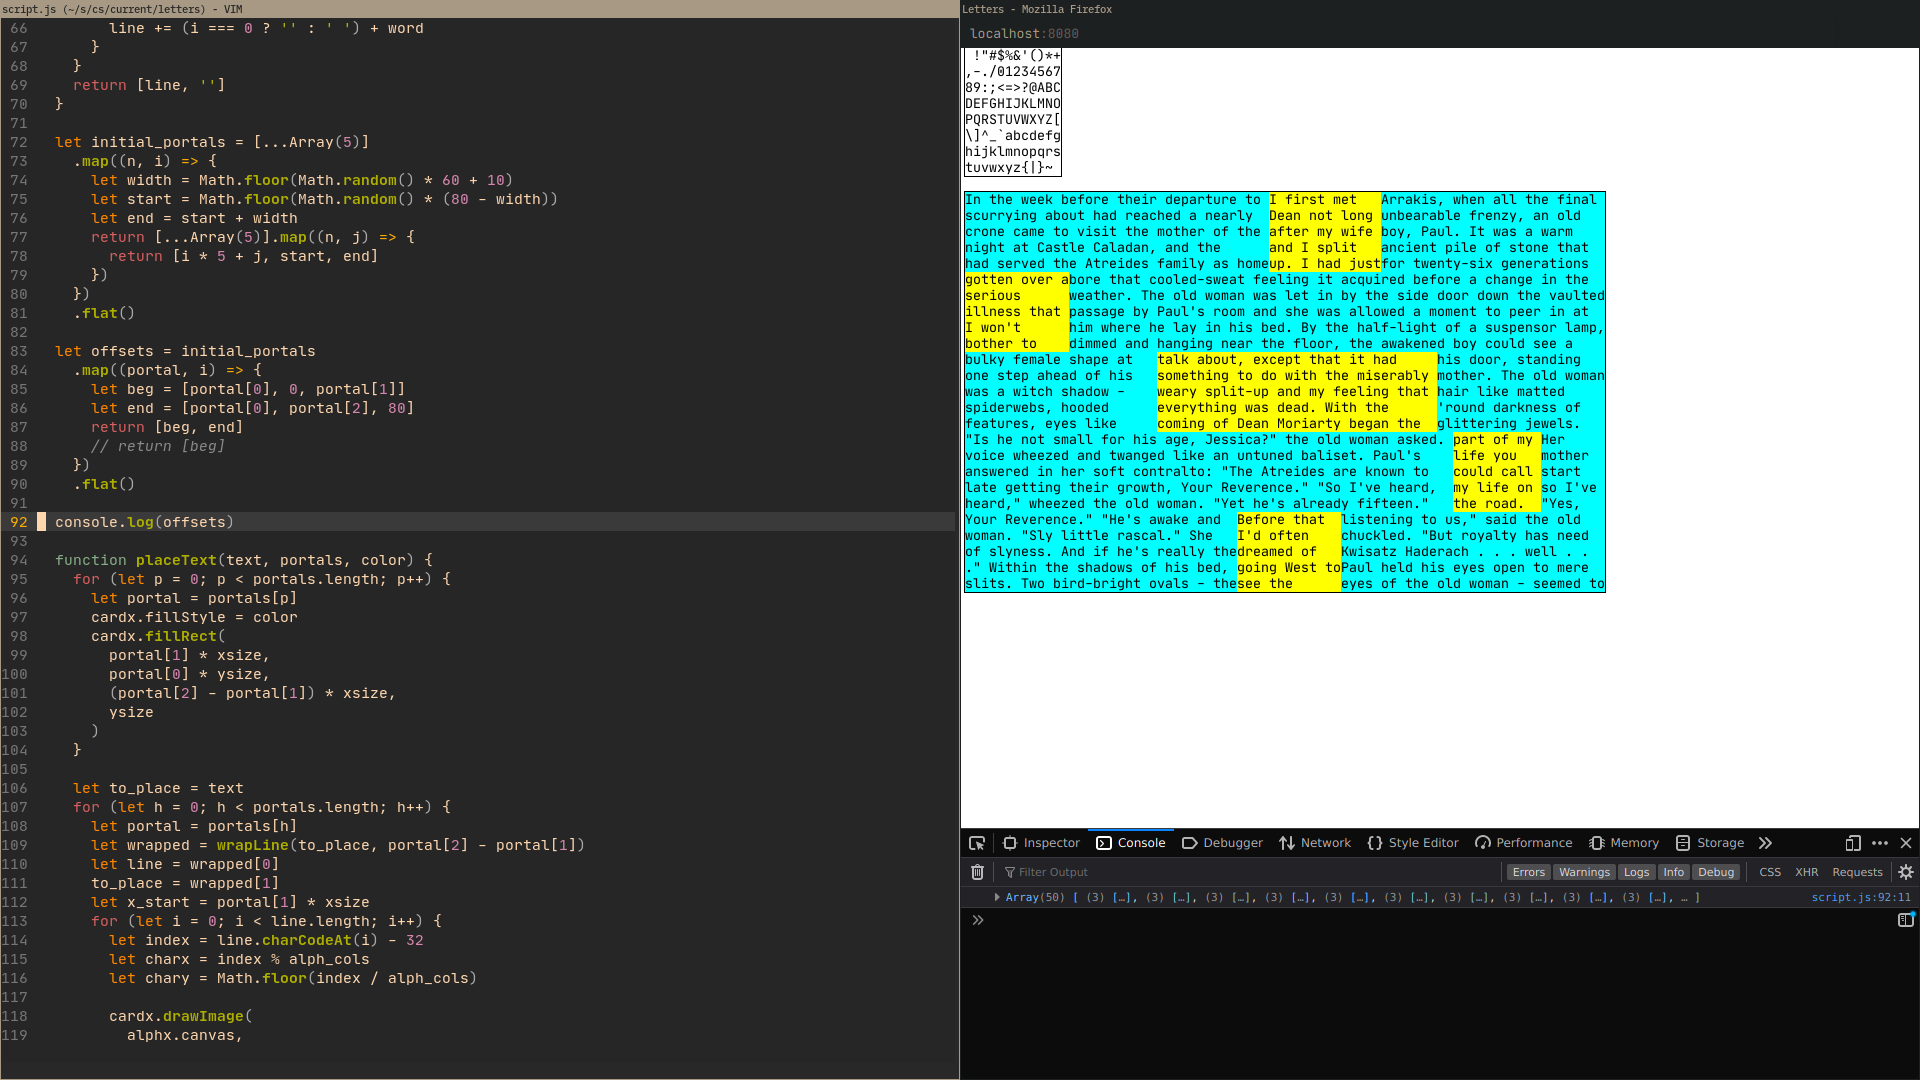 script.js (~/s/cs/current/letters) - VIM
66 line += (i === 0 ? '' : ' ') + word
67 }
68 }
69 return [line, '']
70 }
71
72 let initial_portals = [...Array(5)]
73 .map((n, i) => {
74 let width = Math.floor(Math.random() * 60 + 10)
75 let start = Math.floor(Math.random() * (80 - width))
76 let end = start + width
77 return [...Array(5)].map((n, j) => {
78 return [i * 5 + j, start, end]
79 })
80 })
81 .flat()
82
83 let offsets = initial_portals
84 .map((portal, i) => {
85 let beg = [portal[0], 0, portal[1]]
86 let end = [portal[0], portal[2], 80]
87 return [beg, end]
88 // return [beg]
89 })
90 .flat()
91
92 console.log(offsets)
93
94 function placeText(text, portals, color) {
95 for (let p = 0; p < portals.length; p++) {
96 let portal = portals[p]
97 cardx.fillStyle = color
98 cardx.fillRect(
99 portal[1] * xsize,
100 portal[0] * ysize,
101 (portal[2] - portal[1]) * xsize,
102 ysize
103 )
104 }
105
106 let to_place = text
107 for (let h = 0; h < portals.length; h++) {
108 let portal = portals[h]
109 let wrapped = wrapLine(to_place, portal[2] - portal[1])
110 let line = wrapped[0]
111 to_place = wrapped[1]
112 let x_start = portal[1] * xsize
113 for (let i = 0; i < line.length; i++) {
114 let index = line.charCodeAt(i) - 32
115 let charx = index % alph_cols
116 let chary = Math.floor(index / alph_cols)
117
118 cardx.drawImage(
119 alphx.canvas,
Letters - Mozilla Firefox
localhost:8080
!"#$%&'()*+
,-./01234567
89:;<=>?@ABC
DEFGHIJKLMNO
PQRSTUVWXYZ[
\]^_`abcdefg
hijklmnopqrs
tuvwxyz{|}~
In the week before their departure to I first met Arrakis, when all the final
scurrying about had reached a nearly Dean not long unbearable frenzy, an old
crone came to visit the mother of the after my wife boy, Paul. It was a warm
night at Castle Caladan, and the and I split ancient pile of stone that
had served the Atreides family as homeup. I had justfor twenty-six generations
gotten over abore that cooled-sweat feeling it acquired before a change in the
serious weather. The old woman was let in by the side door down the vaulted
illness that passage by Paul's room and she was allowed a moment to peer in at
I won't him where he lay in his bed. By the half-light of a suspensor lamp,
bother to dimmed and hanging near the floor, the awakened boy could see a
bulky female shape at talk about, except that it had his door, standing
one step ahead of his something to do with the miserably mother. The old woman
was a witch shadow - weary split-up and my feeling that hair like matted
spiderwebs, hooded everything was dead. With the 'round darkness of
features, eyes like coming of Dean Moriarty began the glittering jewels.
"Is he not small for his age, Jessica?" the old woman asked. part of my Her
voice wheezed and twanged like an untuned baliset. Paul's life you mother
answered in her soft contralto: "The Atreides are known to could call start
late getting their growth, Your Reverence." "So I've heard, my life on so I've
heard," wheezed the old woman. "Yet he's already fifteen." the road. "Yes,
Your Reverence." "He's awake and Before that listening to us," said the old
woman. "Sly little rascal." She I'd often chuckled. "But royalty has need
of slyness. And if he's really thedreamed of Kwisatz Haderach . . . well . .
." Within the shadows of his bed, going West toPaul held his eyes open to mere
slits. Two bird-bright ovals - thesee the eyes of the old woman - seemed to
Inspector Console Debugger Network Style Editor Performance Memory Storage
Filter Output Errors Warnings Logs Info Debug CSS XHR Requests
Array(50) [ (3) […], (3) […], (3) […], (3) […], (3) […], (3) […], (3) […], (3) […], (3) […], (3) […], … ] script.js:92:11